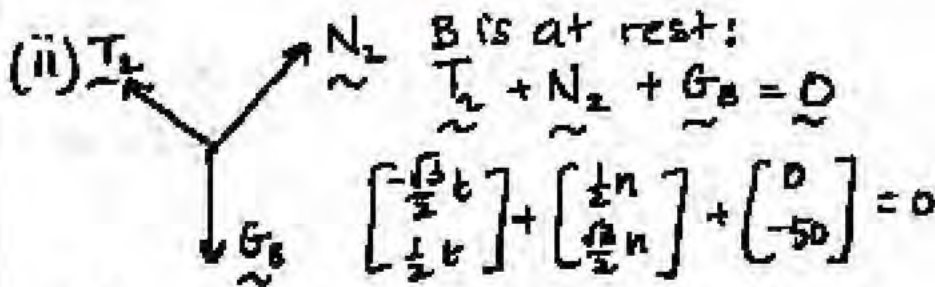 (ii) T₂ N₂ B is at rest:
T₂ + N₂ + G_B = 0
[-√3/2 t, 1/2 t] + [1/2 n, √3/2 n] + [0, -50] = 0
G_B